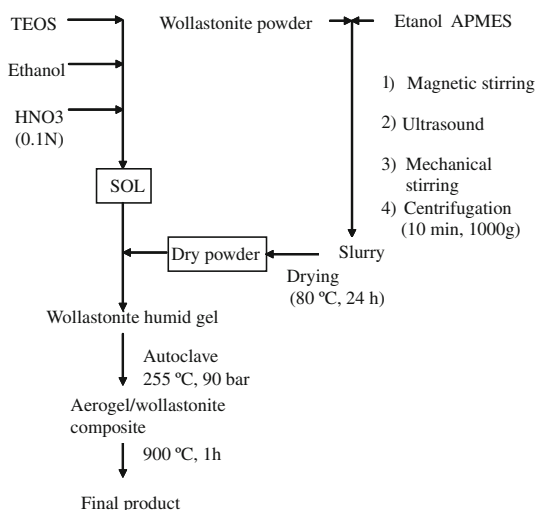 TEOS
Ethanol
HNO3
(0.1N)
SOL
Wollastonite powder
Etanol APMES
1) Magnetic stirring
2) Ultrasound
3) Mechanical
stirring
4) Centrifugation
(10 min, 1000g)
Slurry
Dry powder
Drying
(80 ºC, 24 h)
Wollastonite humid gel
Autoclave
255 ºC, 90 bar
Aerogel/wollastonite
composite
900 ºC, 1h
Final product